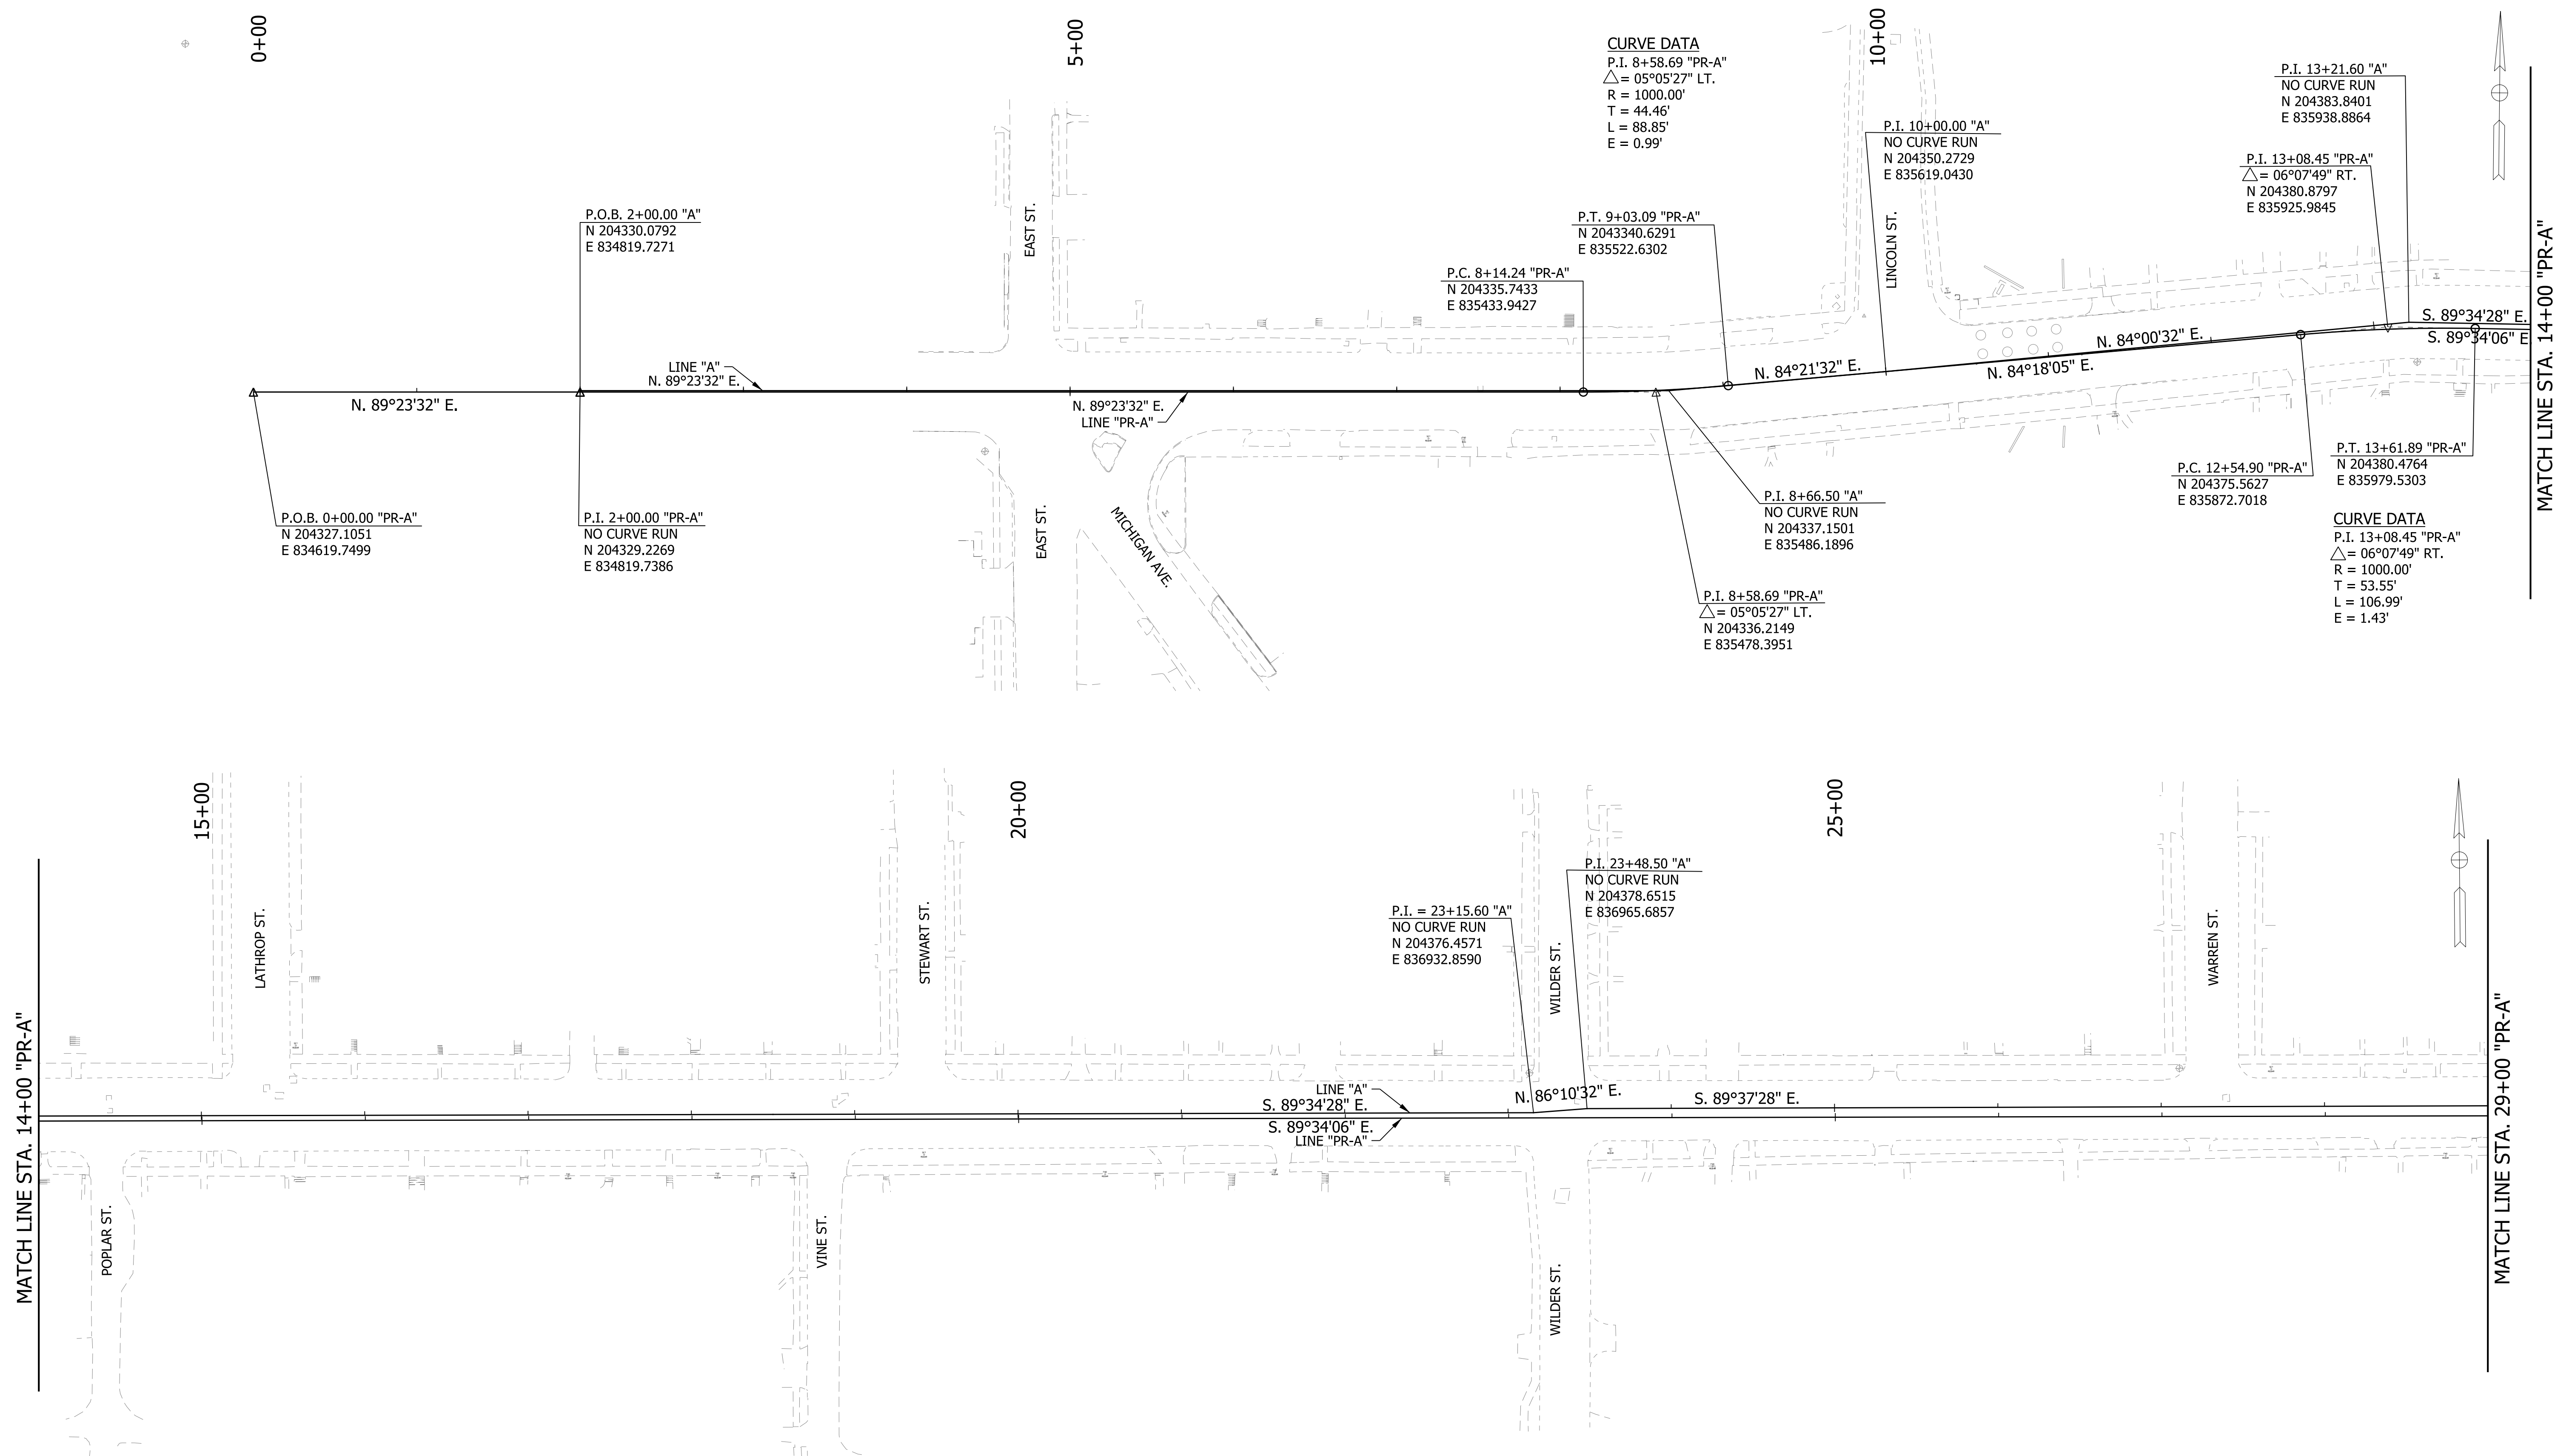 0+00
5+00
10+00
CURVE DATA
P.I. 8+58.69 "PR-A"
△= 05°05'27" LT.
R = 1000.00'
T = 44.46'
L = 88.85'
E = 0.99'
P.I. 13+21.60 "A"
NO CURVE RUN
N 204383.8401
E 835938.8864
P.I. 10+00.00 "A"
NO CURVE RUN
N 204350.2729
E 835619.0430
P.I. 13+08.45 "PR-A"
△= 06°07'49" RT.
N 204380.8797
E 835925.9845
P.O.B. 2+00.00 "A"
N 204330.0792
E 834819.7271
EAST ST.
P.T. 9+03.09 "PR-A"
N 2043340.6291
E 835522.6302
LINCOLN ST.
P.C. 8+14.24 "PR-A"
N 204335.7433
E 835433.9427
MATCH LINE STA. 14+00 "PR-A"
S. 89°34'28" E.
S. 89°34'06" E.
N. 84°00'32" E.
N. 84°21'32" E.
N. 84°18'05" E.
LINE "A"
N. 89°23'32" E.
N. 89°23'32" E.
N. 89°23'32" E.
LINE "PR-A"
P.T. 13+61.89 "PR-A"
N 204380.4764
E 835979.5303
P.C. 12+54.90 "PR-A"
N 204375.5627
E 835872.7018
P.O.B. 0+00.00 "PR-A"
N 204327.1051
E 834619.7499
P.I. 2+00.00 "PR-A"
NO CURVE RUN
N 204329.2269
E 834819.7386
EAST ST.
MICHIGAN AVE.
P.I. 8+66.50 "A"
NO CURVE RUN
N 204337.1501
E 835486.1896
CURVE DATA
P.I. 13+08.45 "PR-A"
△= 06°07'49" RT.
R = 1000.00'
T = 53.55'
L = 106.99'
E = 1.43'
P.I. 8+58.69 "PR-A"
△= 05°05'27" LT.
N 204336.2149
E 835478.3951
15+00
20+00
25+00
P.I. 23+48.50 "A"
NO CURVE RUN
N 204378.6515
E 836965.6857
P.I. = 23+15.60 "A"
NO CURVE RUN
N 204376.4571
E 836932.8590
LATHROP ST.
STEWART ST.
WILDER ST.
WARREN ST.
MATCH LINE STA. 14+00 "PR-A"
MATCH LINE STA. 29+00 "PR-A"
LINE "A"
S. 89°34'28" E.
N. 86°10'32" E.
S. 89°37'28" E.
S. 89°34'06" E.
LINE "PR-A"
POPLAR ST.
VINE ST.
WILDER ST.